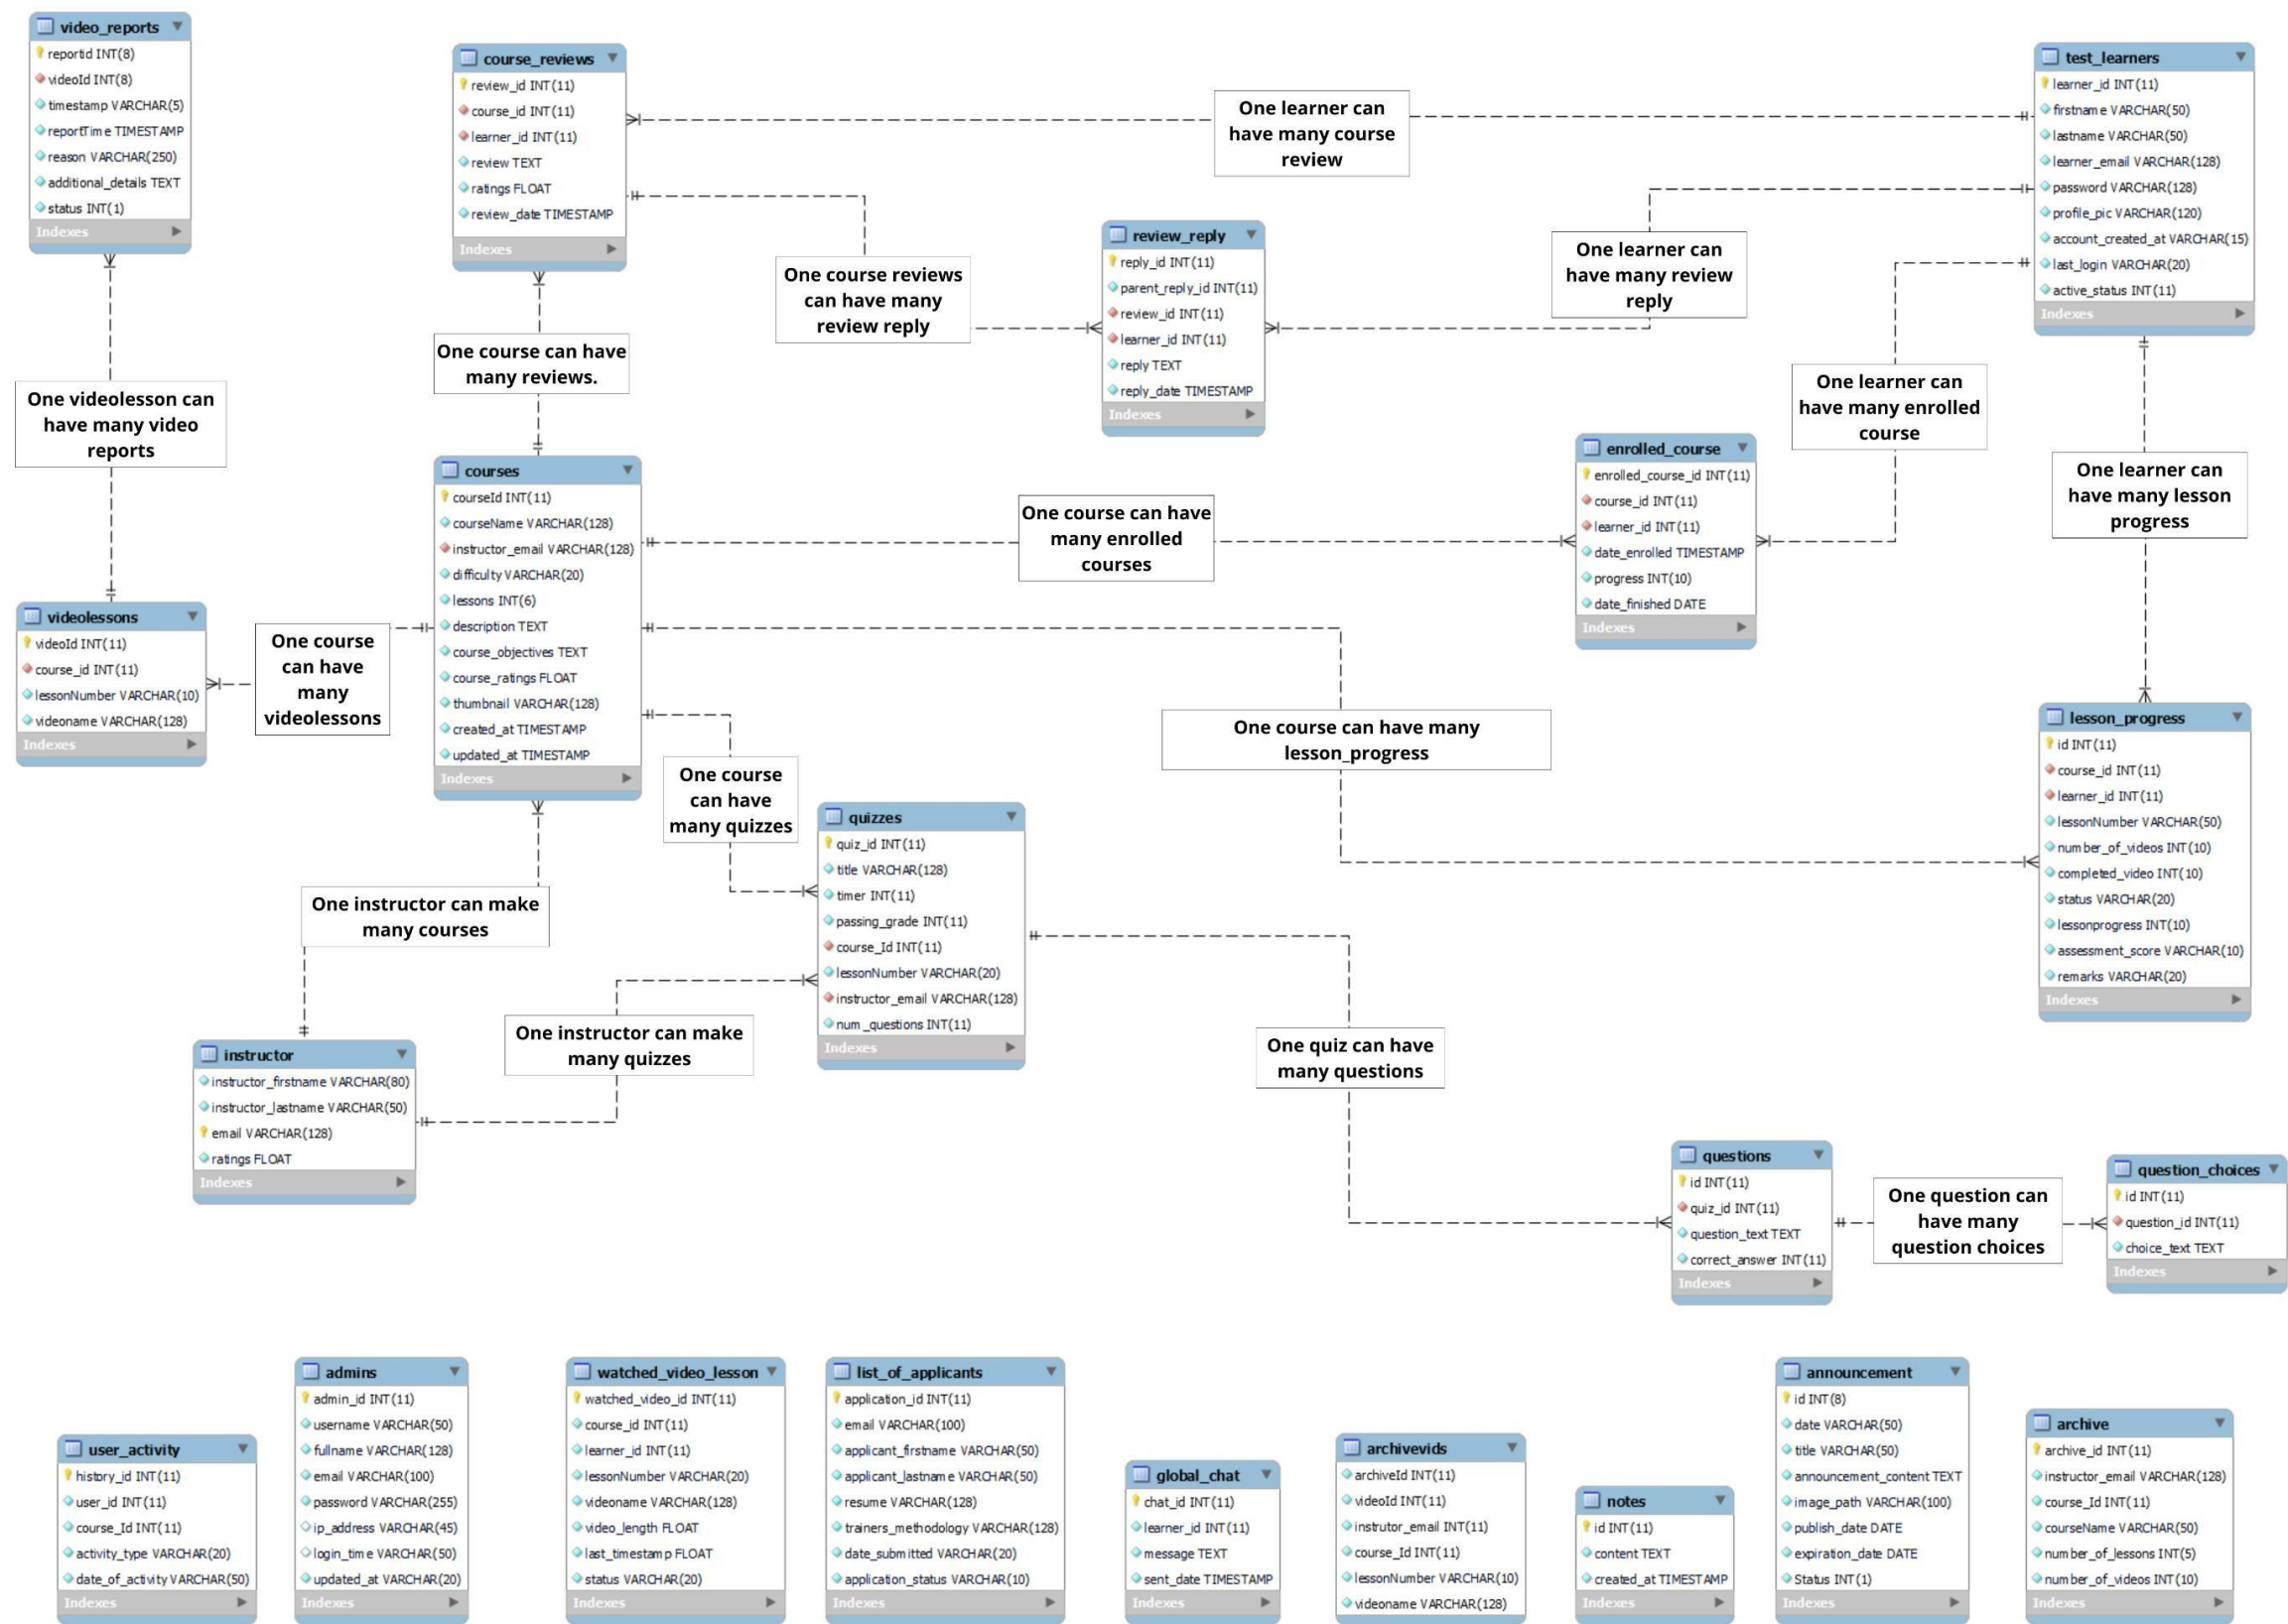 video_reports
reportid INT(8)
videoId INT(8)
timestamp VARCHAR(5)
reportTime TIMESTAMP
reason VARCHAR(250)
additional_details TEXT
status INT(1)
Indexes
course_reviews
review_id INT(11)
course_id INT(11)
learner_id INT(11)
review TEXT
ratings FLOAT
review_date TIMESTAMP
Indexes
One learner can
have many course
review
test_learners
learner_id INT(11)
firstname VARCHAR(50)
lastname VARCHAR(50)
learner_email VARCHAR(128)
password VARCHAR(128)
profile_pic VARCHAR(120)
account_created_at VARCHAR(15)
last_login VARCHAR(20)
active_status INT(11)
Indexes
One course reviews
can have many
review reply
review_reply
reply_id INT(11)
parent_reply_id INT(11)
review_id INT(11)
learner_id INT(11)
reply TEXT
reply_date TIMESTAMP
Indexes
One learner can
have many review
reply
One videolesson can
have many video
reports
One course can have
many reviews.
One learner can
have many enrolled
course
One learner can
have many lesson
progress
courses
courseId INT(11)
courseName VARCHAR(128)
instructor_email VARCHAR(128)
difficulty VARCHAR(20)
lessons INT(6)
description TEXT
course_objectives TEXT
course_ratings FLOAT
thumbnail VARCHAR(128)
created_at TIMESTAMP
updated_at TIMESTAMP
Indexes
One course can have
many enrolled
courses
enrolled_course
enrolled_course_id INT(11)
course_id INT(11)
learner_id INT(11)
date_enrolled TIMESTAMP
progress INT(10)
date_finished DATE
Indexes
videolessons
videoId INT(11)
course_id INT(11)
lessonNumber VARCHAR(10)
videoname VARCHAR(128)
Indexes
One course
can have
many
videolessons
One course can have many
lesson_progress
lesson_progress
id INT(11)
course_id INT(11)
learner_id INT(11)
lessonNumber VARCHAR(50)
number_of_videos INT(10)
completed_video INT(10)
status VARCHAR(20)
lessonprogress INT(10)
assessment_score VARCHAR(10)
remarks VARCHAR(20)
Indexes
One course
can have
many quizzes
quizzes
quiz_id INT(11)
title VARCHAR(128)
timer INT(11)
passing_grade INT(11)
course_Id INT(11)
lessonNumber VARCHAR(20)
instructor_email VARCHAR(128)
num_questions INT(11)
Indexes
One instructor can make
many courses
One instructor can make
many quizzes
instructor
instructor_firstname VARCHAR(80)
instructor_lastname VARCHAR(50)
email VARCHAR(128)
ratings FLOAT
Indexes
One quiz can have
many questions
questions
id INT(11)
quiz_id INT(11)
question_text TEXT
correct_answer INT(11)
Indexes
One question can
have many
question choices
question_choices
id INT(11)
question_id INT(11)
choice_text TEXT
Indexes
user_activity
history_id INT(11)
user_id INT(11)
course_Id INT(11)
activity_type VARCHAR(20)
date_of_activity VARCHAR(50)
Indexes
admins
admin_id INT(11)
username VARCHAR(50)
fullname VARCHAR(128)
email VARCHAR(100)
password VARCHAR(255)
ip_address VARCHAR(45)
login_time VARCHAR(50)
updated_at VARCHAR(20)
Indexes
watched_video_lesson
watched_video_id INT(11)
course_id INT(11)
learner_id INT(11)
lessonNumber VARCHAR(20)
videoname VARCHAR(128)
video_length FLOAT
last_timestamp FLOAT
status VARCHAR(20)
Indexes
list_of_applicants
application_id INT(11)
email VARCHAR(100)
applicant_firstname VARCHAR(50)
applicant_lastname VARCHAR(50)
resume VARCHAR(128)
trainers_methodology VARCHAR(128)
date_submitted VARCHAR(20)
application_status VARCHAR(10)
Indexes
global_chat
chat_id INT(11)
learner_id INT(11)
message TEXT
sent_date TIMESTAMP
Indexes
archivevids
archiveId INT(11)
videoId INT(11)
instrutor_email INT(11)
course_Id INT(11)
lessonNumber VARCHAR(10)
videoname VARCHAR(128)
notes
id INT(11)
content TEXT
created_at TIMESTAMP
Indexes
announcement
id INT(8)
date VARCHAR(50)
title VARCHAR(50)
announcement_content TEXT
image_path VARCHAR(100)
publish_date DATE
expiration_date DATE
Status INT(1)
Indexes
archive
archive_id INT(11)
instructor_email VARCHAR(128)
course_Id INT(11)
courseName VARCHAR(50)
number_of_lessons INT(5)
number_of_videos INT(10)
Indexes